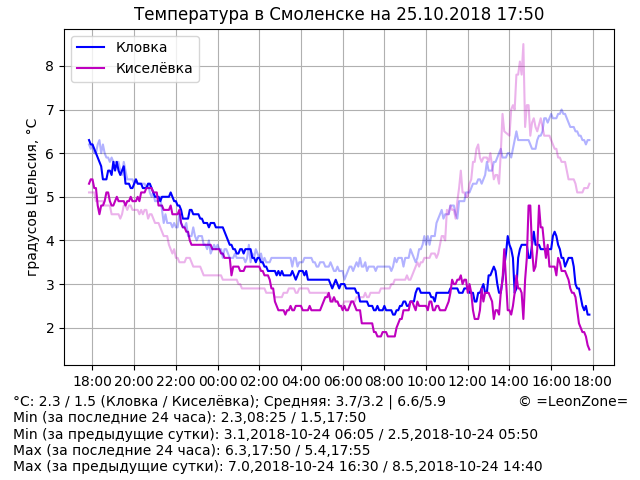 Температура в Смоленске на 25.10.2018 17:50
Кловка
Киселёвка
градусов Цельсия, °C
8
7
6
5
4
3
2
18:00 20:00 22:00 00:00 02:00 04:00 06:00 08:00 10:00 12:00 14:00 16:00 18:00
°C: 2.3 / 1.5 (Кловка / Киселёвка); Средняя: 3.7/3.2 | 6.6/5.9 © =LeonZone=
Min (за последние 24 часа): 2.3,08:25 / 1.5,17:50
Min (за предыдущие сутки): 3.1,2018-10-24 06:05 / 2.5,2018-10-24 05:50
Max (за последние 24 часа): 6.3,17:50 / 5.4,17:55
Max (за предыдущие сутки): 7.0,2018-10-24 16:30 / 8.5,2018-10-24 14:40